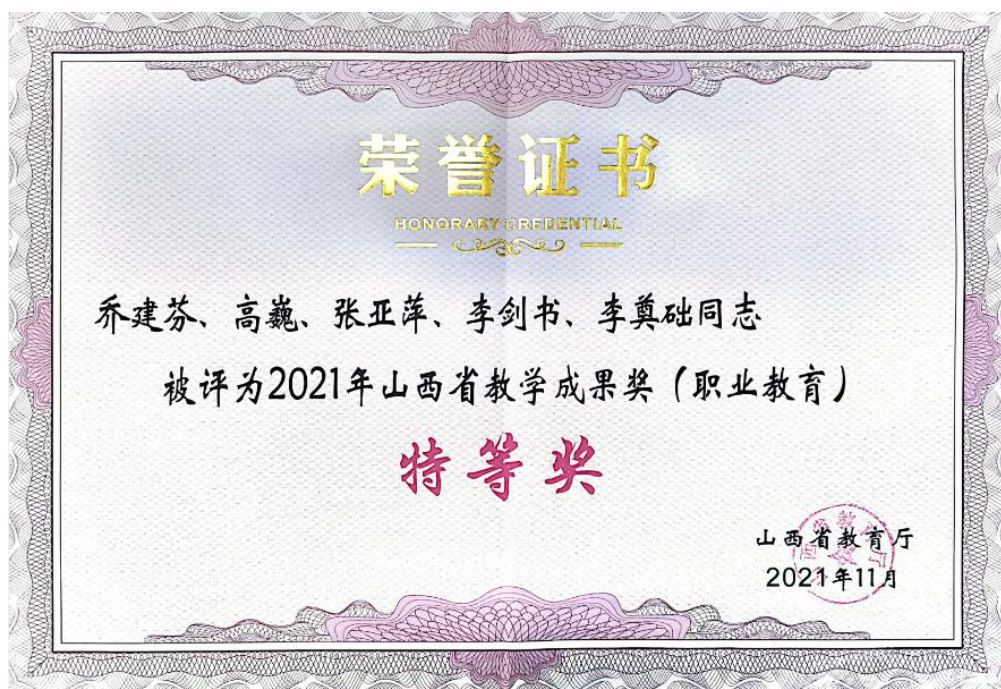 荣誉证书
HONORARY CREDENTIAL
乔建芬、高巍、张亚萍、李剑书、李奠础同志
被评为2021年山西省教学成果奖（职业教育）
特等奖
山西省教育厅
2021年11月